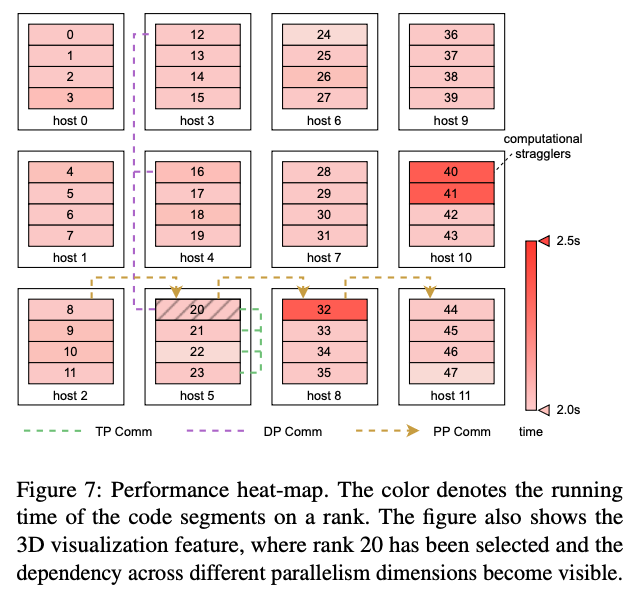 0
1
2
3
host 0
12
13
14
15
host 3
24
25
26
27
host 6
36
37
38
39
host 9
computational
stragglers
4
5
6
7
host 1
16
17
18
19
host 4
28
29
30
31
host 7
40
41
42
43
host 10
2.5s
8
9
10
11
host 2
20
21
22
23
host 5
32
33
34
35
host 8
44
45
46
47
host 11
2.0s
TP Comm
DP Comm
PP Comm
time
Figure 7: Performance heat-map. The color denotes the running
time of the code segments on a rank. The figure also shows the
3D visualization feature, where rank 20 has been selected and the
dependency across different parallelism dimensions become visible.